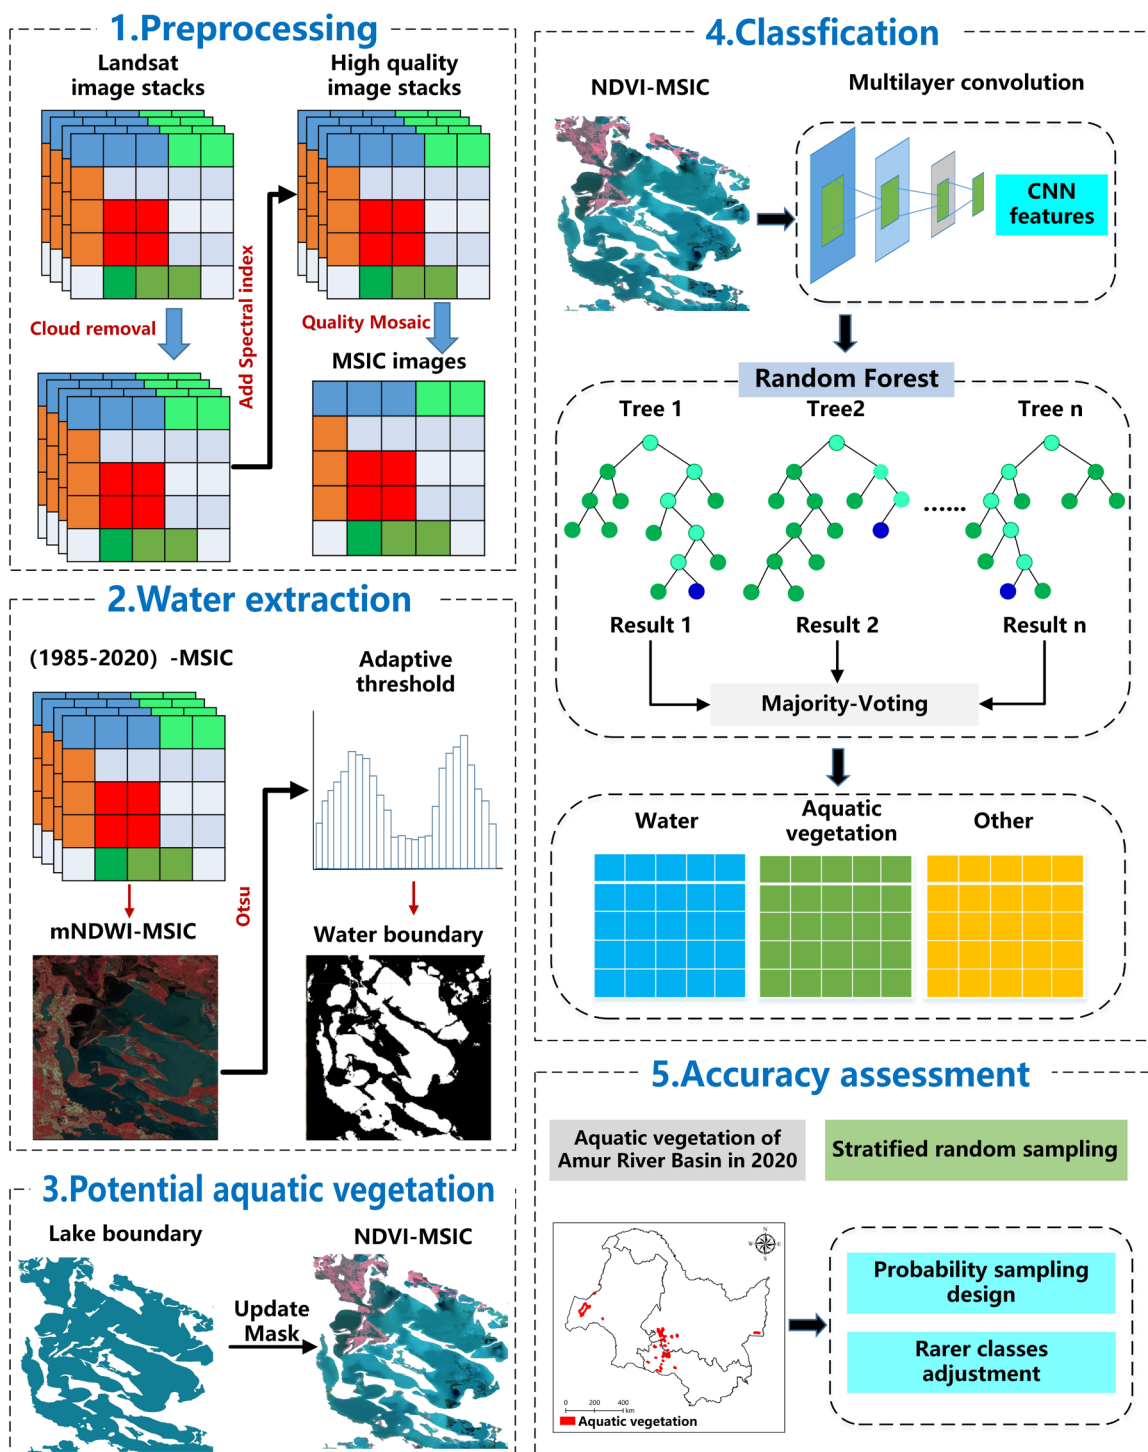 1.Preprocessing
Landsat
image stacks
High quality
image stacks
Cloud removal
Add Spectral index
Quality Mosaic
MSIC images
2.Water extraction
(1985-2020) -MSIC
Adaptive
threshold
Otsu
mNDWI-MSIC
Water boundary
3.Potential aquatic vegetation
Lake boundary
NDVI-MSIC
Update
Mask
4.Classfication
NDVI-MSIC
Multilayer convolution
CNN
features
Random Forest
Tree 1
Tree2
Tree n
......
Result 1
Result 2
Result n
Majority-Voting
Water
Aquatic
vegetation
Other
5.Accuracy assessment
Aquatic vegetation of
Amur River Basin in 2020
Stratified random sampling
N
W
E
S
0 200 400
km
Aquatic vegetation
Probability sampling
design
Rarer classes
adjustment